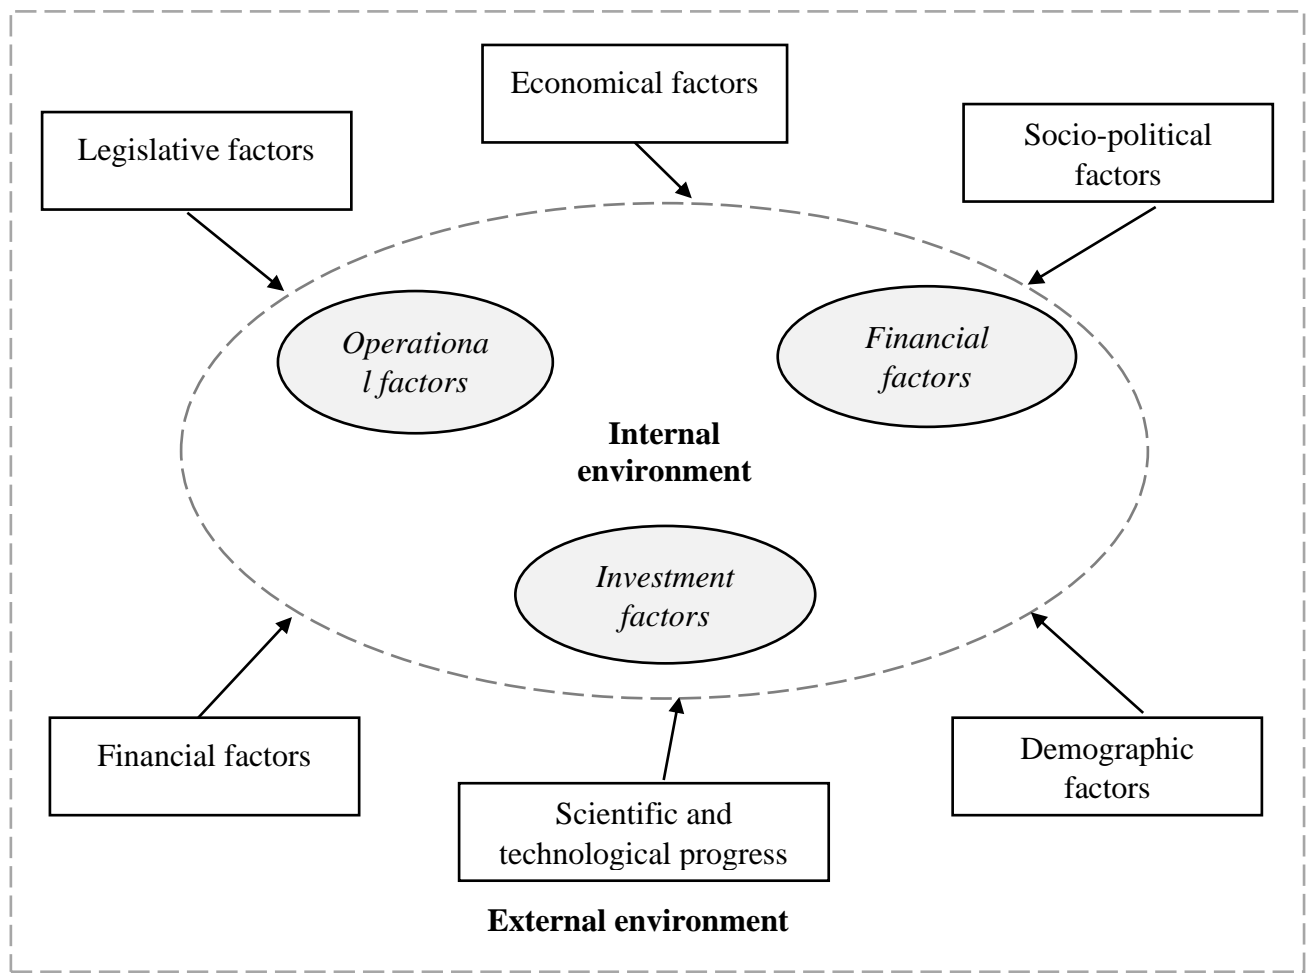 Economical factors
Legislative factors
Socio-political
factors
Operationa
l factors
Financial
factors
Internal
environment
Investment
factors
Financial factors
Demographic
factors
Scientific and
technological progress
External environment